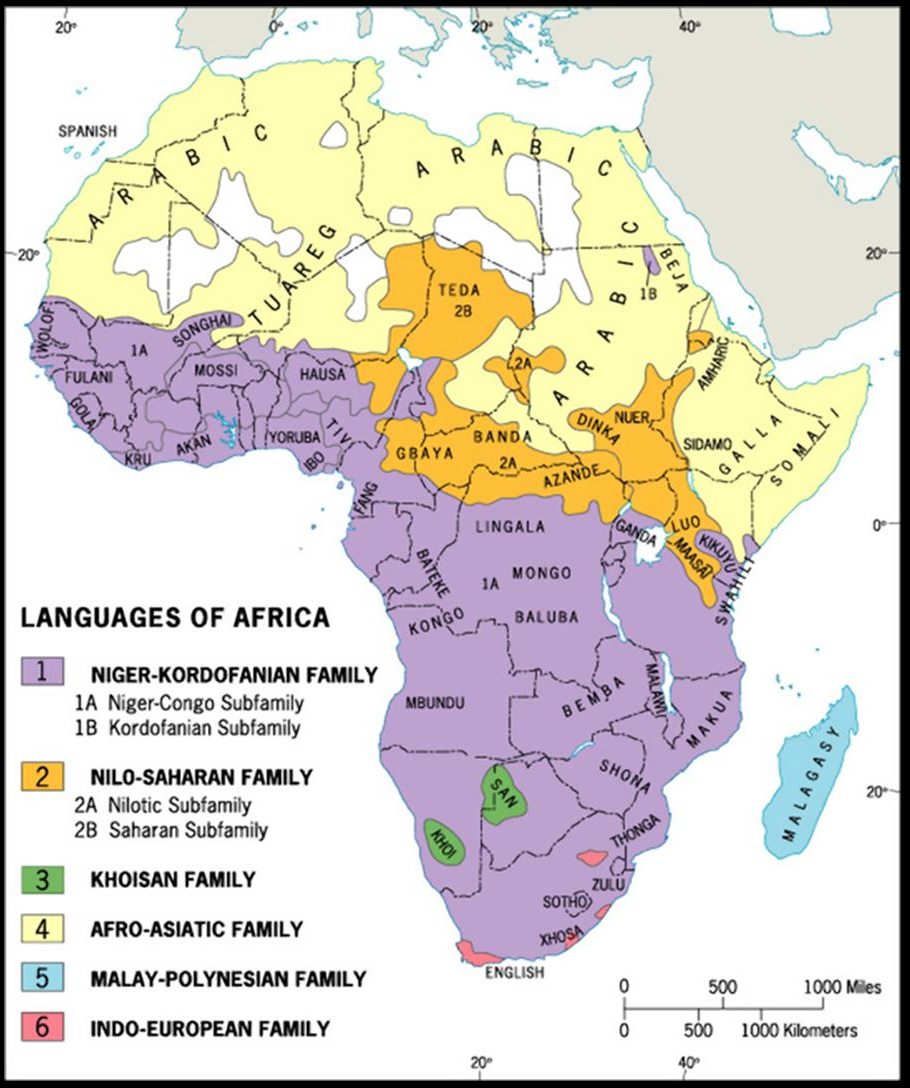 20°
0°
20°
40°
SPANISH
ARABIC
ARABIC
TUAREG
20°
20°
TEDA
2B
ARABIC
BEJA
1B
WOLOF
1A
SONGHAI
FULANI
MOSSI
HAUSA
2A
AMHARIC
GOLA
KRU
AKAN
YORUBA
TIV
IBO
GBAYA
BANDA
2A
AZANDE
DINKA
NUER
SIDAMO
GALLA
SOMALI
FANG
LINGALA
GANDA
LUO
KIKUYU
MAASAI
SWAHILI
0°
BATEKE
1A
MONGO
KONGO
BALUBA
MBUNDU
BEMBA
MALAWI
MAKUA
MALAGASY
SAN
KHOI
SHONA
THONGA
20°
ZULU
SOTHO
XHOSA
ENGLISH
LANGUAGES OF AFRICA
1 NIGER-KORDOFANIAN FAMILY
1A Niger-Congo Subfamily
1B Kordofanian Subfamily
2 NILO-SAHARAN FAMILY
2A Nilotic Subfamily
2B Saharan Subfamily
3 KHOISAN FAMILY
4 AFRO-ASIATIC FAMILY
5 MALAY-POLYNESIAN FAMILY
6 INDO-EUROPEAN FAMILY
0 500 1000 Miles
0 500 1000 Kilometers
20°
40°